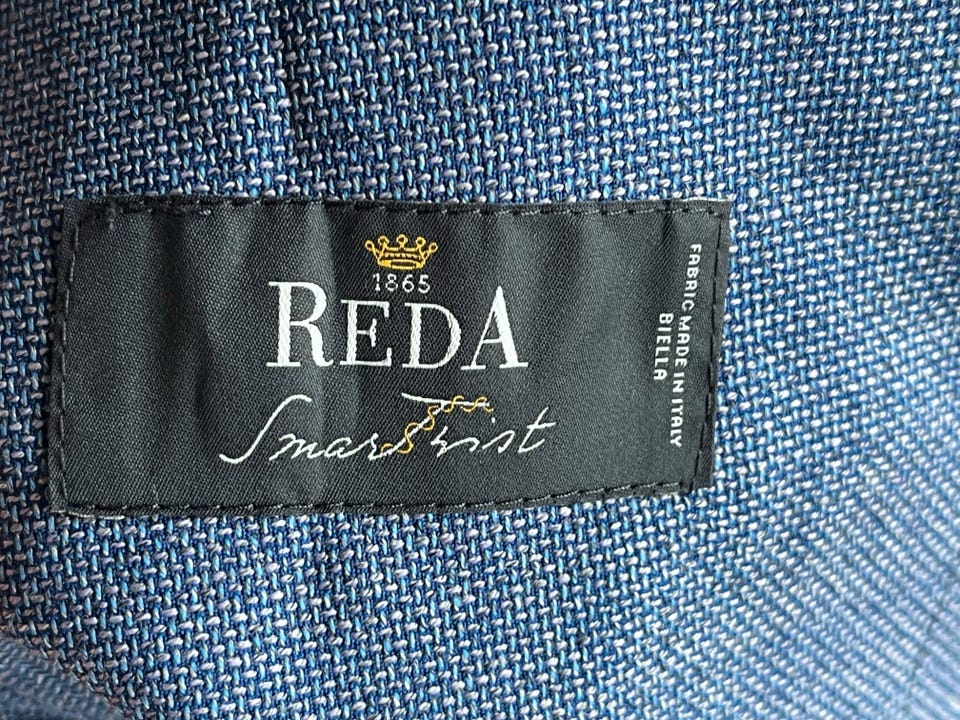 1865
REDA
SmartTwist
FABRIC MADE IN ITALY
BIELLA